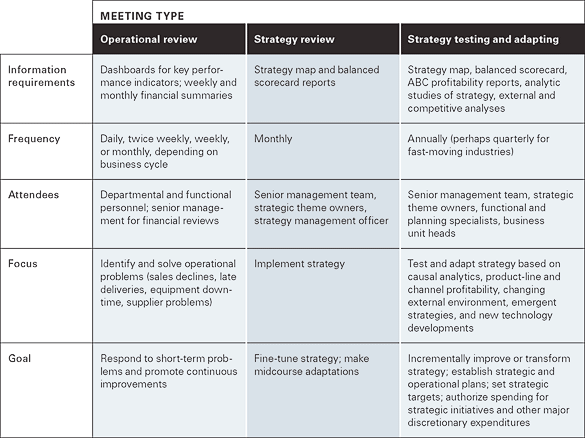 MEETING TYPE
Operational review
Strategy review
Strategy testing and adapting
Information
requirements
Dashboards for key perfor-
mance indicators; weekly and
monthly financial summaries
Strategy map and balanced
scorecard reports
Strategy map, balanced scorecard,
ABC profitability reports, analytic
studies of strategy, external and
competitive analyses
Frequency
Daily, twice weekly, weekly,
or monthly, depending on
business cycle
Monthly
Annually (perhaps quarterly for
fast-moving industries)
Attendees
Departmental and functional
personnel; senior manage-
ment for financial reviews
Senior management team,
strategic theme owners,
strategy management officer
Senior management team, strategic
theme owners, functional and
planning specialists, business
unit heads
Focus
Identify and solve operational
problems (sales declines, late
deliveries, equipment down-
time, supplier problems)
Implement strategy
Test and adapt strategy based on
causal analytics, product-line and
channel profitability, changing
external environment, emergent
strategies, and new technology
developments
Goal
Respond to short-term prob-
lems and promote continuous
improvements
Fine-tune strategy; make
midcourse adaptations
Incrementally improve or transform
strategy; establish strategic and
operational plans; set strategic
targets; authorize spending for
strategic initiatives and other major
discretionary expenditures